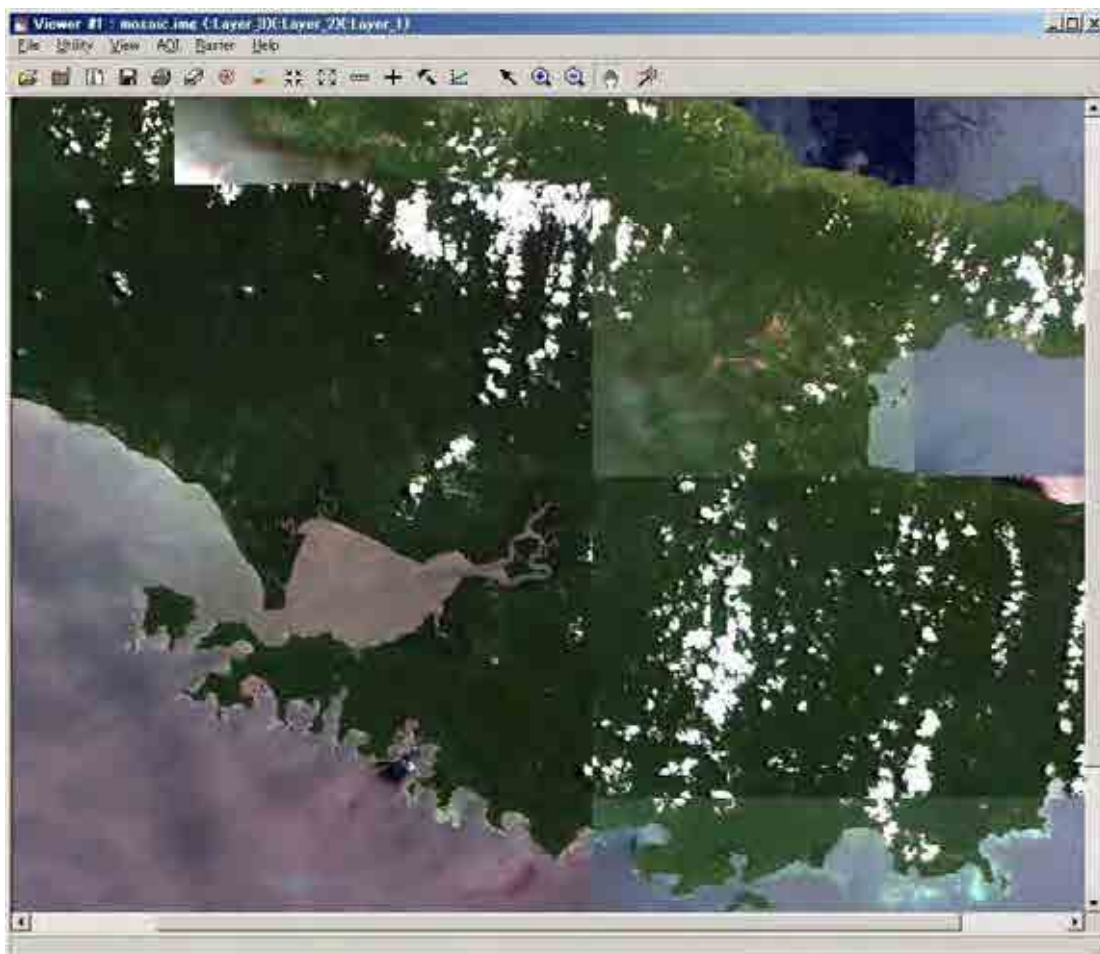 Viewer #1 : mosaic.img (:Layer_3)(:Layer_2)(:Layer_1)
File Utility View AOI Raster Help